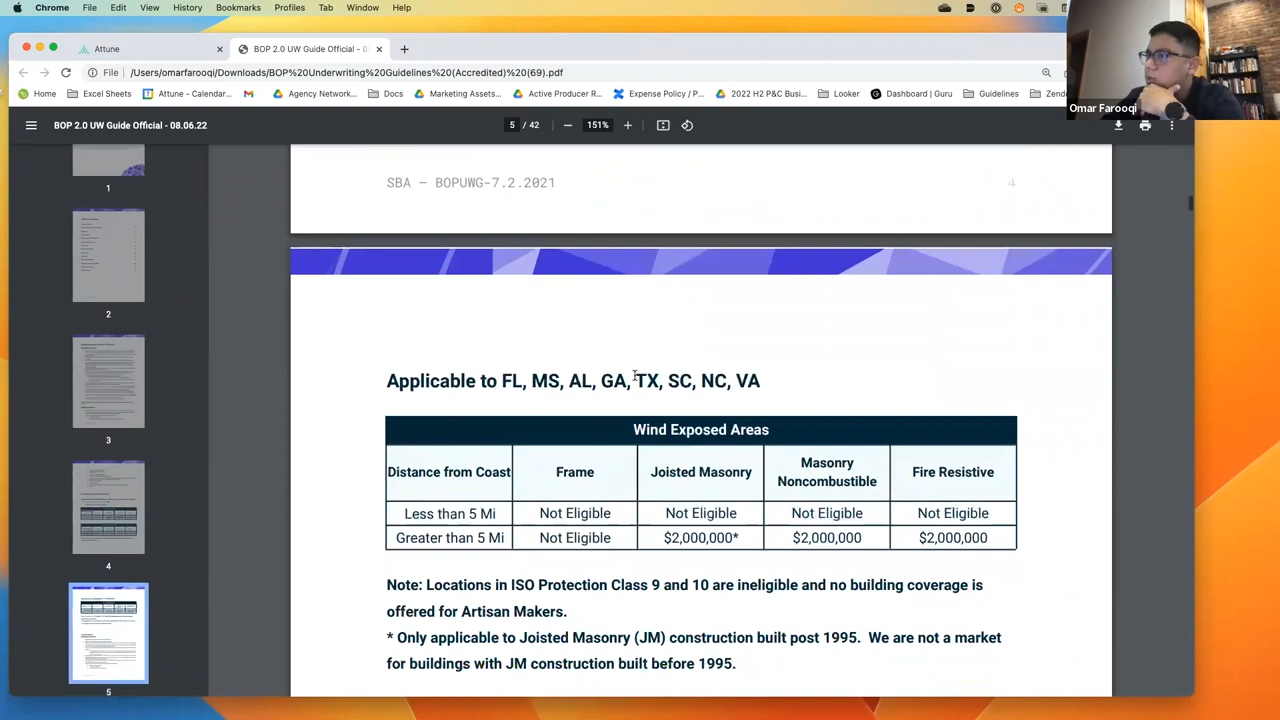 Chrome File Edit View History Bookmarks Profiles Tab Window Help
Attune
BOP 2.0 UW Guide Official - 0
File /Users/omarfarooqi/Downloads/BOP%20Underwriting%20Guidelines%20(Accredited)%20(69).pdf
Home Excel Sheets Attune - Calendar... Agency Network... Docs Marketing Assets... Active Producer R... Expense Policy / P... 2022 H2 P&C Busi... Looker Dashboard | Guru Guidelines Zende
Omar Farooqi
BOP 2.0 UW Guide Official - 08.06.22
5 / 42
151%
1
2
3
4
5
SBA – BOPUWG-7.2.2021
4
Applicable to FL, MS, AL, GA, TX, SC, NC, VA
Wind Exposed Areas
Distance from Coast Frame Joisted Masonry Masonry Noncombustible Fire Resistive
Less than 5 Mi Not Eligible Not Eligible Not Eligible Not Eligible
Greater than 5 Mi Not Eligible $2,000,000* $2,000,000 $2,000,000
Note: Locations in ISO Protection Class 9 and 10 are ineligible and no building coverage is
offered for Artisan Makers.
* Only applicable to Joisted Masonry (JM) construction built post 1995. We are not a market
for buildings with JM construction built before 1995.